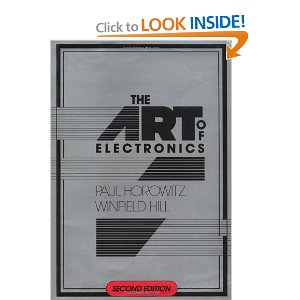 Click to LOOK INSIDE!
THE
ART OF
ELECTRONICS
PAUL HOROWITZ
WINFIELD HILL
SECOND EDITION